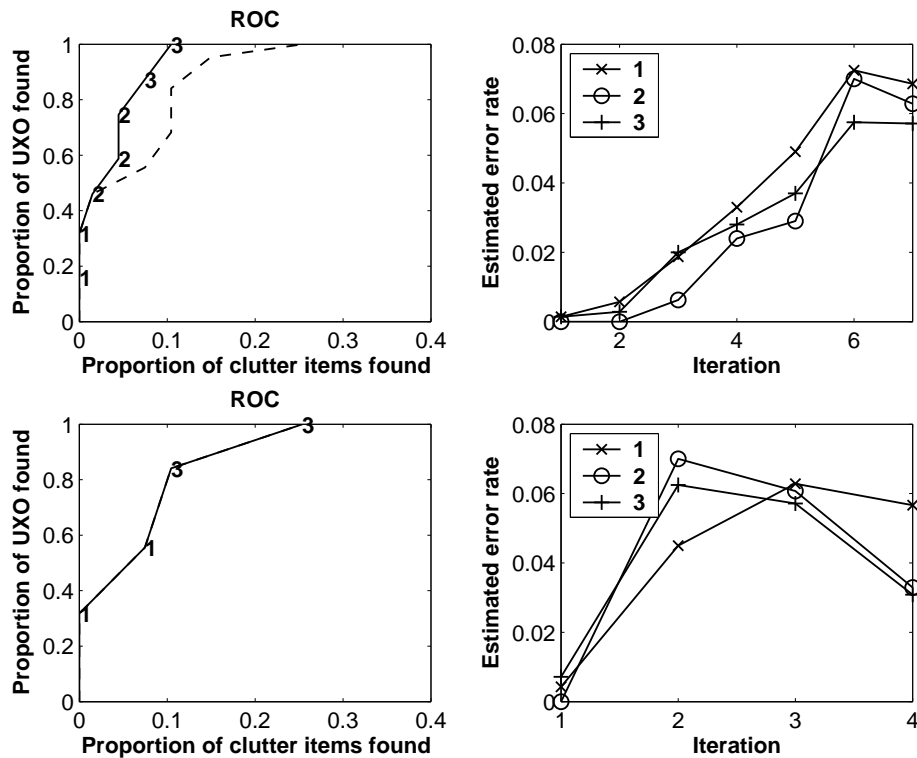 ROC
Proportion of UXO found
1
0.8
0.6
0.4
0.2
0
3
3
2
2
2
1
1
0 0.1 0.2 0.3 0.4
Proportion of clutter items found
Estimated error rate
0.08
0.06
0.04
0.02
0
1
2
3
2 4 6
Iteration
ROC
Proportion of UXO found
1
0.8
0.6
0.4
0.2
0
3
3
1
1
0 0.1 0.2 0.3 0.4
Proportion of clutter items found
Estimated error rate
0.08
0.06
0.04
0.02
0
1
2
3
1 2 3 4
Iteration